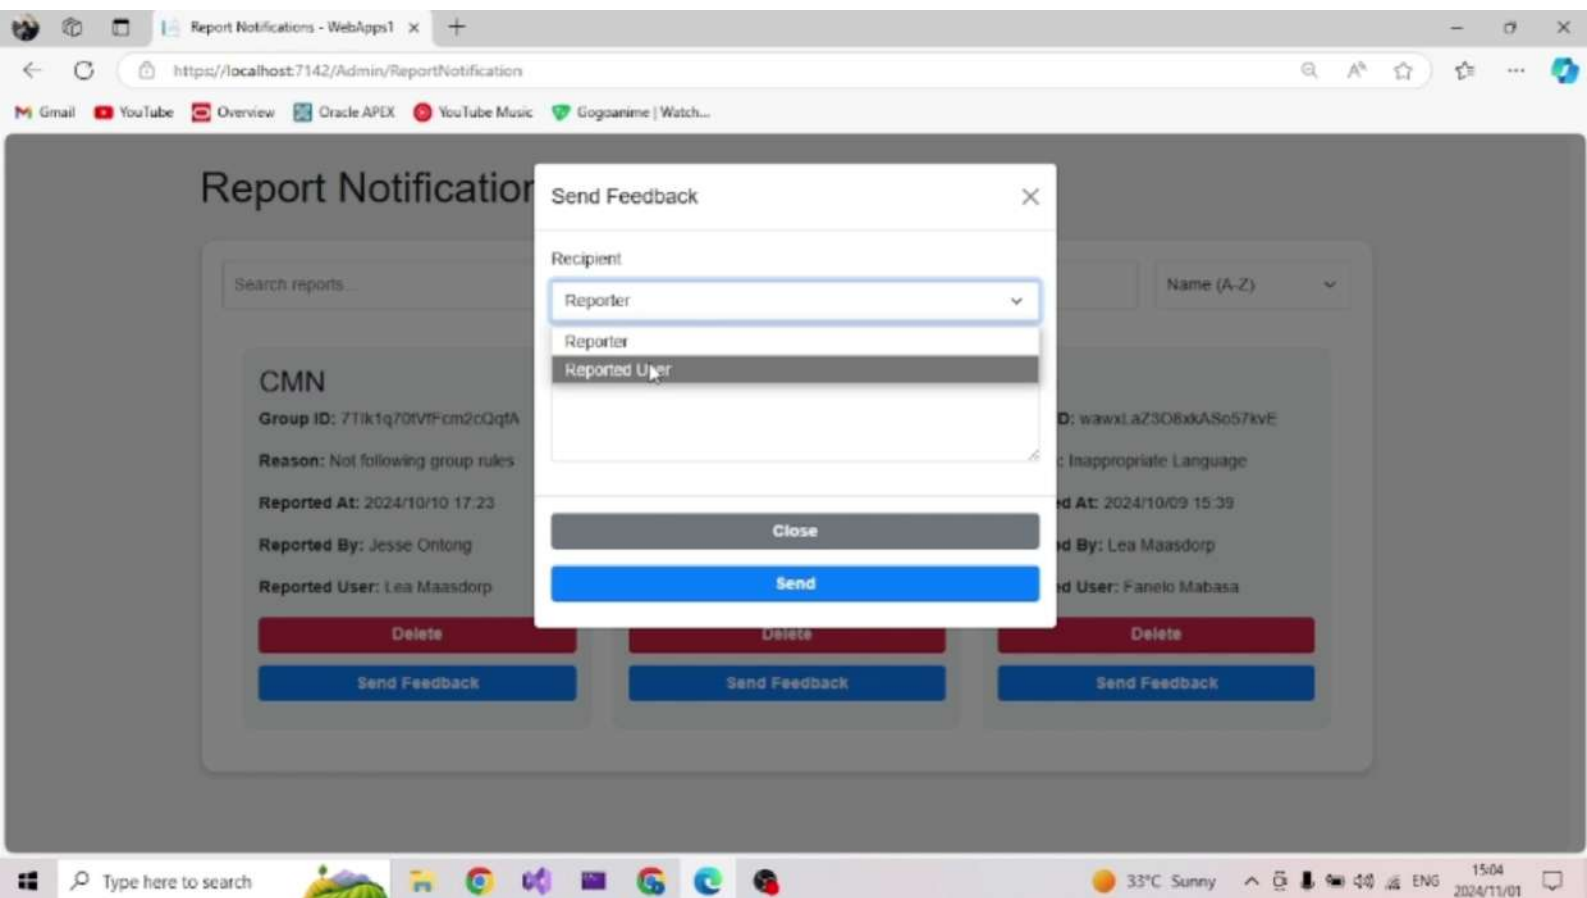 Report Notifications - WebApps1
https://localhost:7142/Admin/ReportNotification
Gmail YouTube Overview Oracle APEX YouTube Music Gogoanime | Watch...
Report Notification
Send Feedback
Recipient
Search reports...
Reporter
Name (A-Z)
Reporter
Reported User
CMN
Group ID:
D:
Reason: Not following group rules
: Inappropriate Language
Reported At: 2024/10/10 17:23
ed At: 2024/10/09 15:39
Reported By: Jesse Ontong
ed By: Lea Maasdorp
Reported User: Lea Maasdorp
ed User: Fanelo Mabasa
Close
Send
Delete Delete Delete
Send Feedback Send Feedback Send Feedback
Type here to search
33°C Sunny
ENG
15:04
2024/11/01